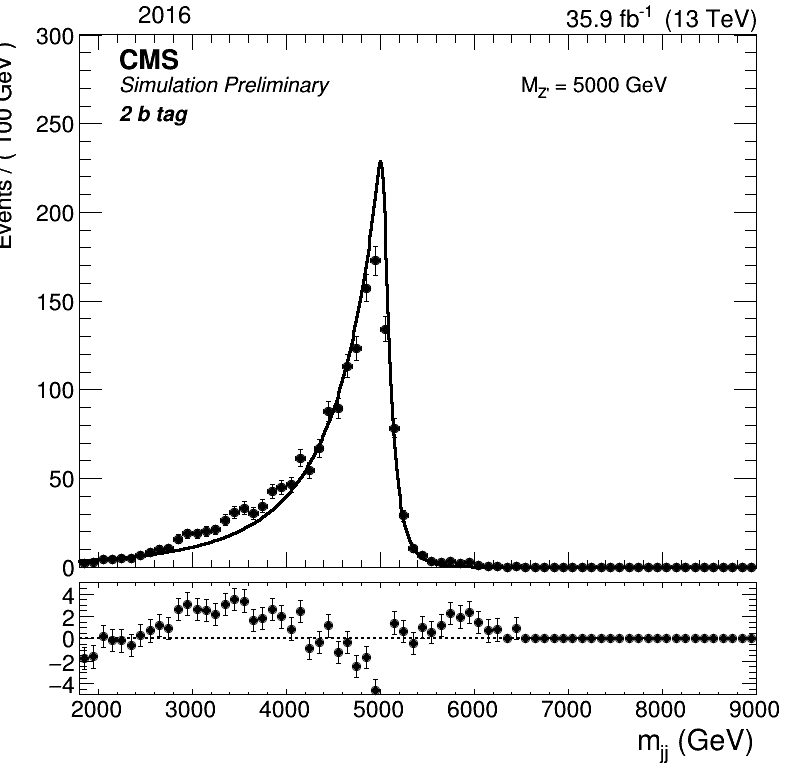 2016
35.9 fb⁻¹ (13 TeV)
CMS
Simulation Preliminary
2 b tag
M_Z' = 5000 GeV
Events / ( 100 GeV )
300
250
200
150
100
50
0
4
2
0
−2
−4
2000 3000 4000 5000 6000 7000 8000 9000
m_jj (GeV)